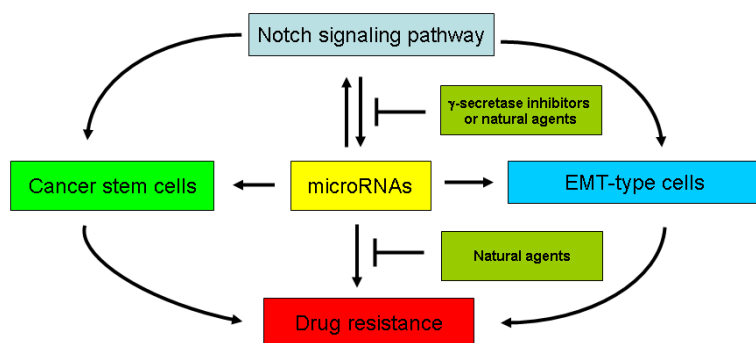 Notch signaling pathway
γ-secretase inhibitors
or natural agents
Cancer stem cells
microRNAs
EMT-type cells
Natural agents
Drug resistance